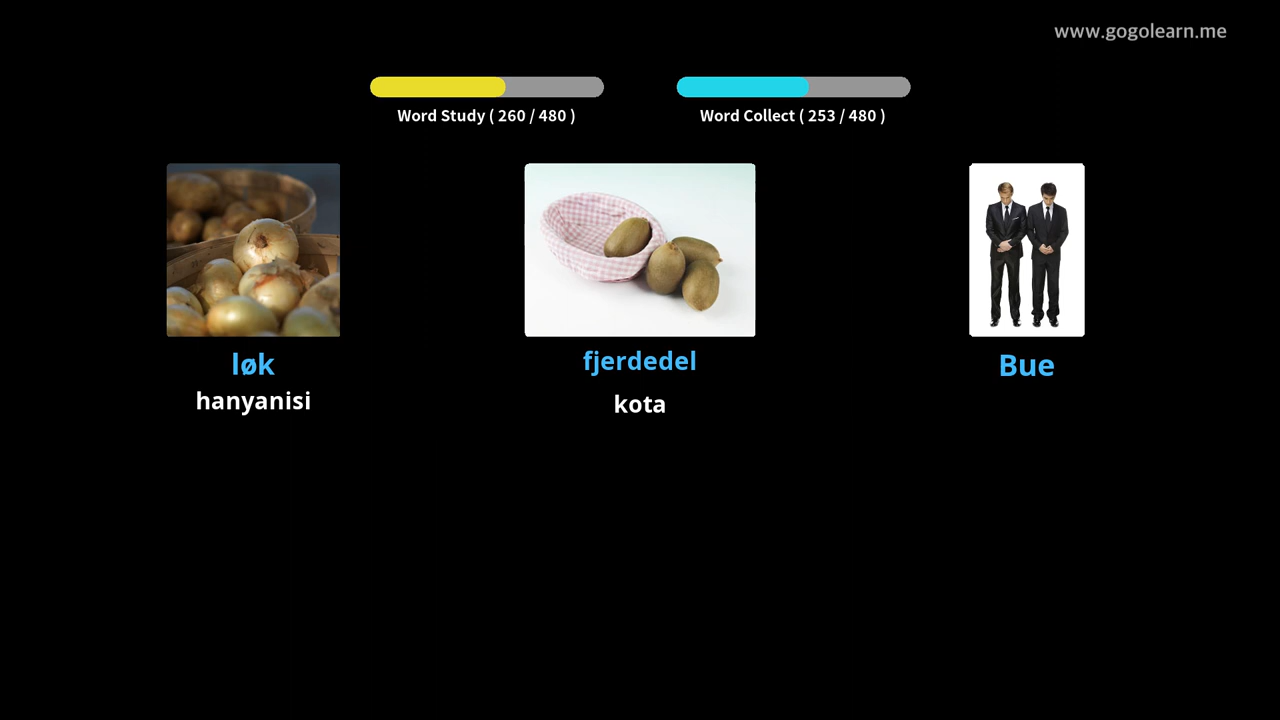 www.gogolearn.me
Word Study ( 260 / 480 )
Word Collect ( 253 / 480 )
løk
hanyanisi
fjerdedel
kota
Bue